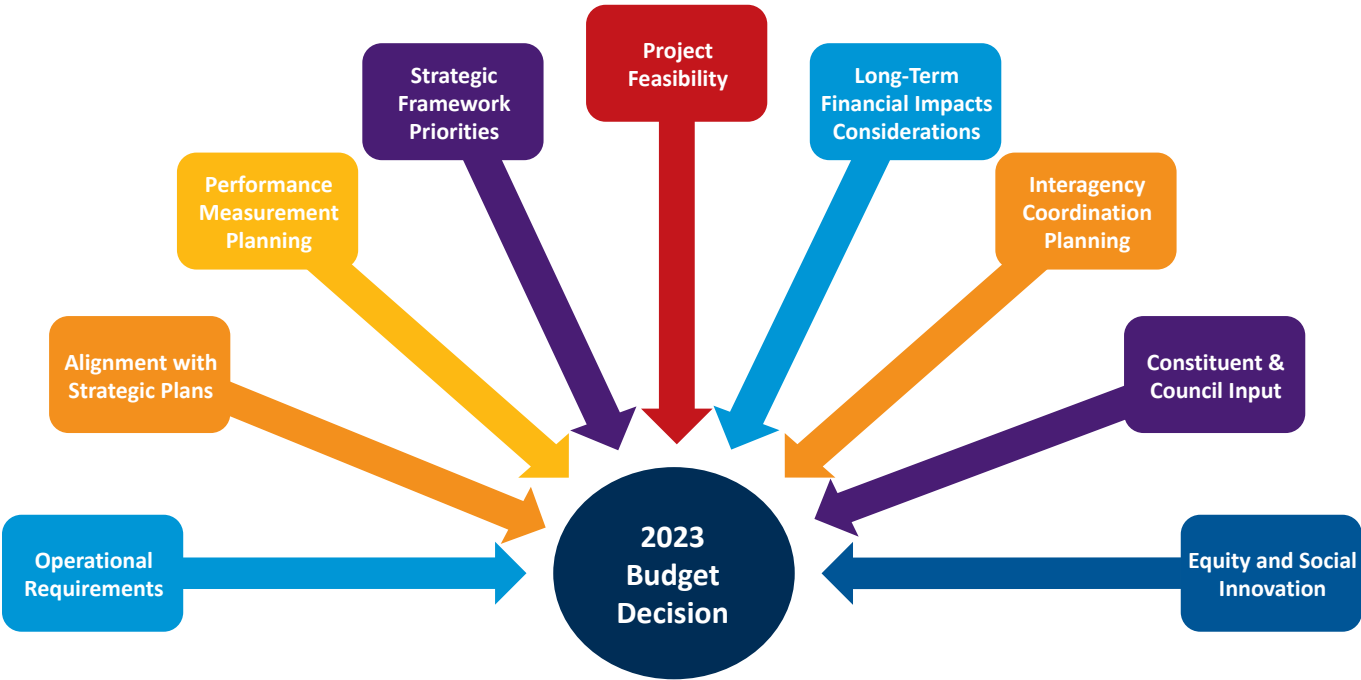 Project
Feasibility
Strategic
Framework
Priorities
Long-Term
Financial Impacts
Considerations
Performance
Measurement
Planning
Interagency
Coordination
Planning
Alignment with
Strategic Plans
Constituent &
Council Input
Operational
Requirements
2023
Budget
Decision
Equity and Social
Innovation